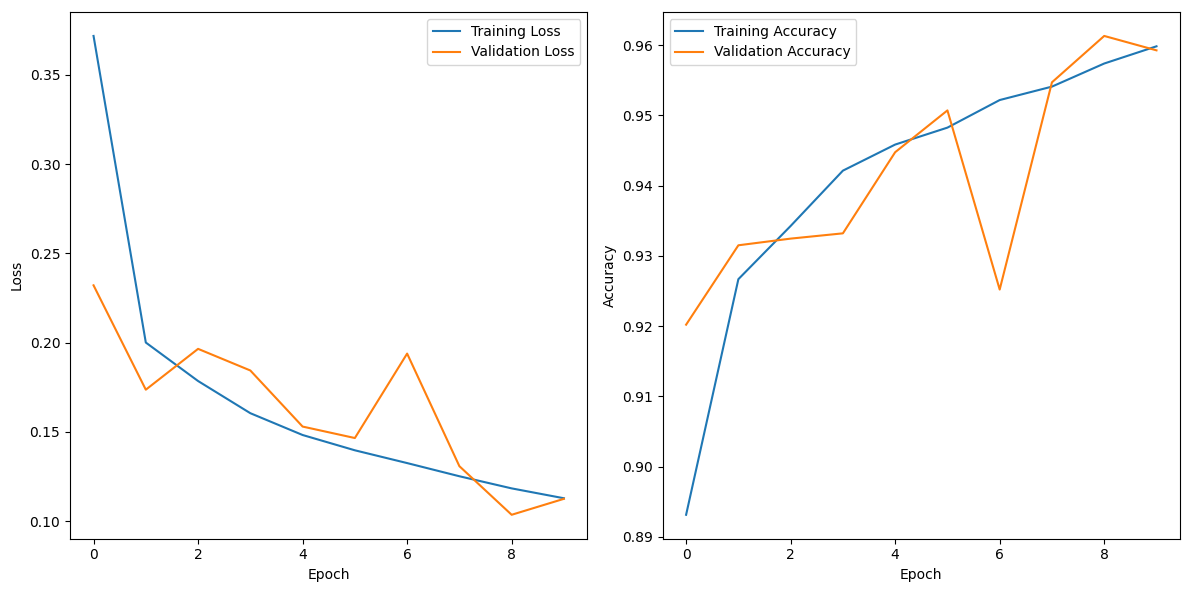 Training Loss
Validation Loss
0.35
0.30
0.25
0.20
0.15
0.10
Loss
0 2 4 6 8
Epoch
Training Accuracy
Validation Accuracy
0.96
0.95
0.94
0.93
0.92
0.91
0.90
0.89
Accuracy
0 2 4 6 8
Epoch